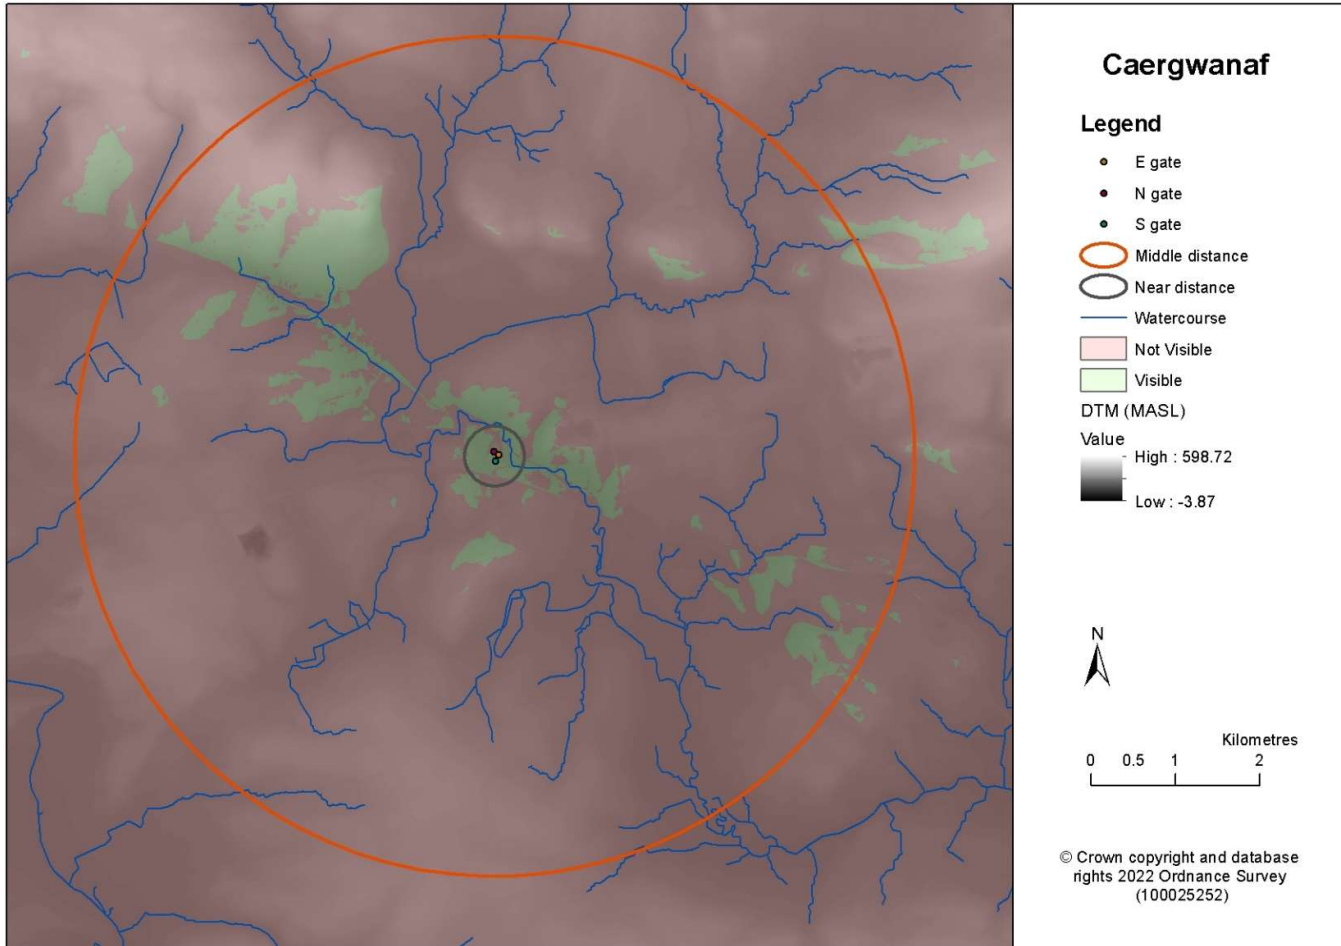 Caergwanaf
Legend
E gate
N gate
S gate
Middle distance
Near distance
Watercourse
Not Visible
Visible
DTM (MASL)
Value
High : 598.72
Low : -3.87
N
Kilometres
0 0.5 1 2
© Crown copyright and database
rights 2022 Ordnance Survey
(100025252)